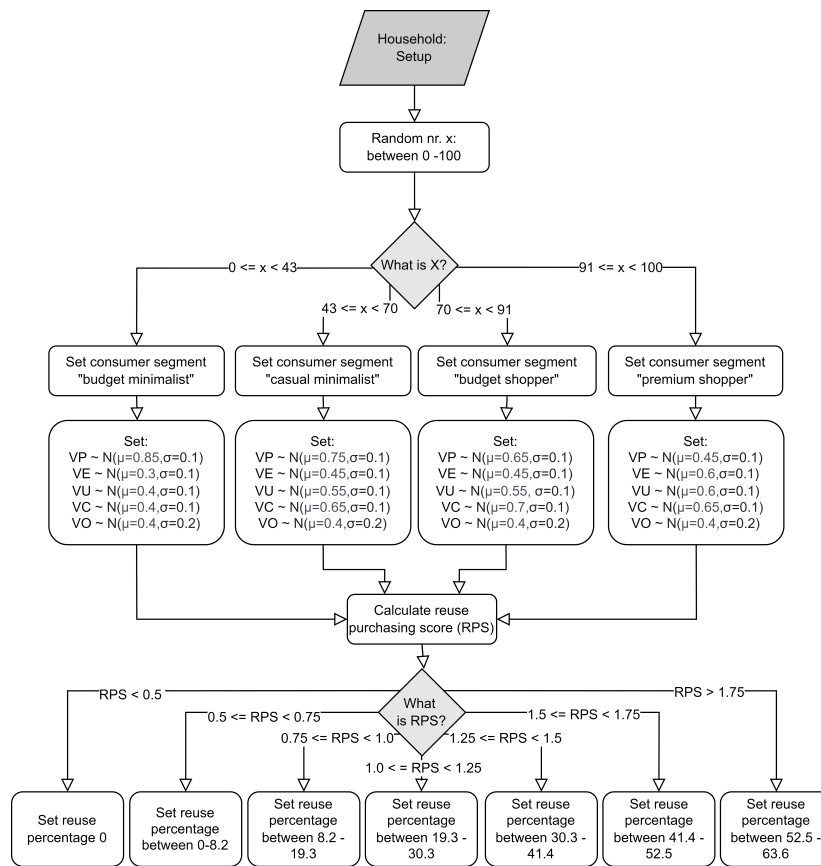 Household:
Setup
Random nr. x:
between 0 -100
What is X?
0 <= x < 43
91 <= x < 100
43 <= x < 70
70 <= x < 91
Set consumer segment
"budget minimalist"
Set consumer segment
"casual minimalist"
Set consumer segment
"budget shopper"
Set consumer segment
"premium shopper"
Set:
VP ~ N(μ=0.85,σ=0.1)
VE ~ N(μ=0.3,σ=0.1)
VU ~ N(μ=0.4,σ=0.1)
VC ~ N(μ=0.4,σ=0.1)
VO ~ N(μ=0.4,σ=0.2)
Set:
VP ~ N(μ=0.75,σ=0.1)
VE ~ N(μ=0.45,σ=0.1)
VU ~ N(μ=0.55,σ=0.1)
VC ~ N(μ=0.65,σ=0.1)
VO ~ N(μ=0.4,σ=0.2)
Set:
VP ~ N(μ=0.65,σ=0.1)
VE ~ N(μ=0.45,σ=0.1)
VU ~ N(μ=0.55, σ=0.1)
VC ~ N(μ=0.7,σ=0.1)
VO ~ N(μ=0.4,σ=0.2)
Set:
VP ~ N(μ=0.45,σ=0.1)
VE ~ N(μ=0.6,σ=0.1)
VU ~ N(μ=0.6,σ=0.1)
VC ~ N(μ=0.65,σ=0.1)
VO ~ N(μ=0.4,σ=0.2)
Calculate reuse
purchasing score (RPS)
What
is RPS?
RPS < 0.5
RPS > 1.75
0.5 <= RPS < 0.75
1.5 <= RPS < 1.75
0.75 <= RPS < 1.0
1.25 <= RPS < 1.5
1.0 < = RPS < 1.25
Set reuse
percentage 0
Set reuse
percentage
between 0-8.2
Set reuse
percentage
between 8.2 -
19.3
Set reuse
percentage
between 19.3 -
30.3
Set reuse
percentage
between 30.3 -
41.4
Set reuse
percentage
between 41.4 -
52.5
Set reuse
percentage
between 52.5 -
63.6